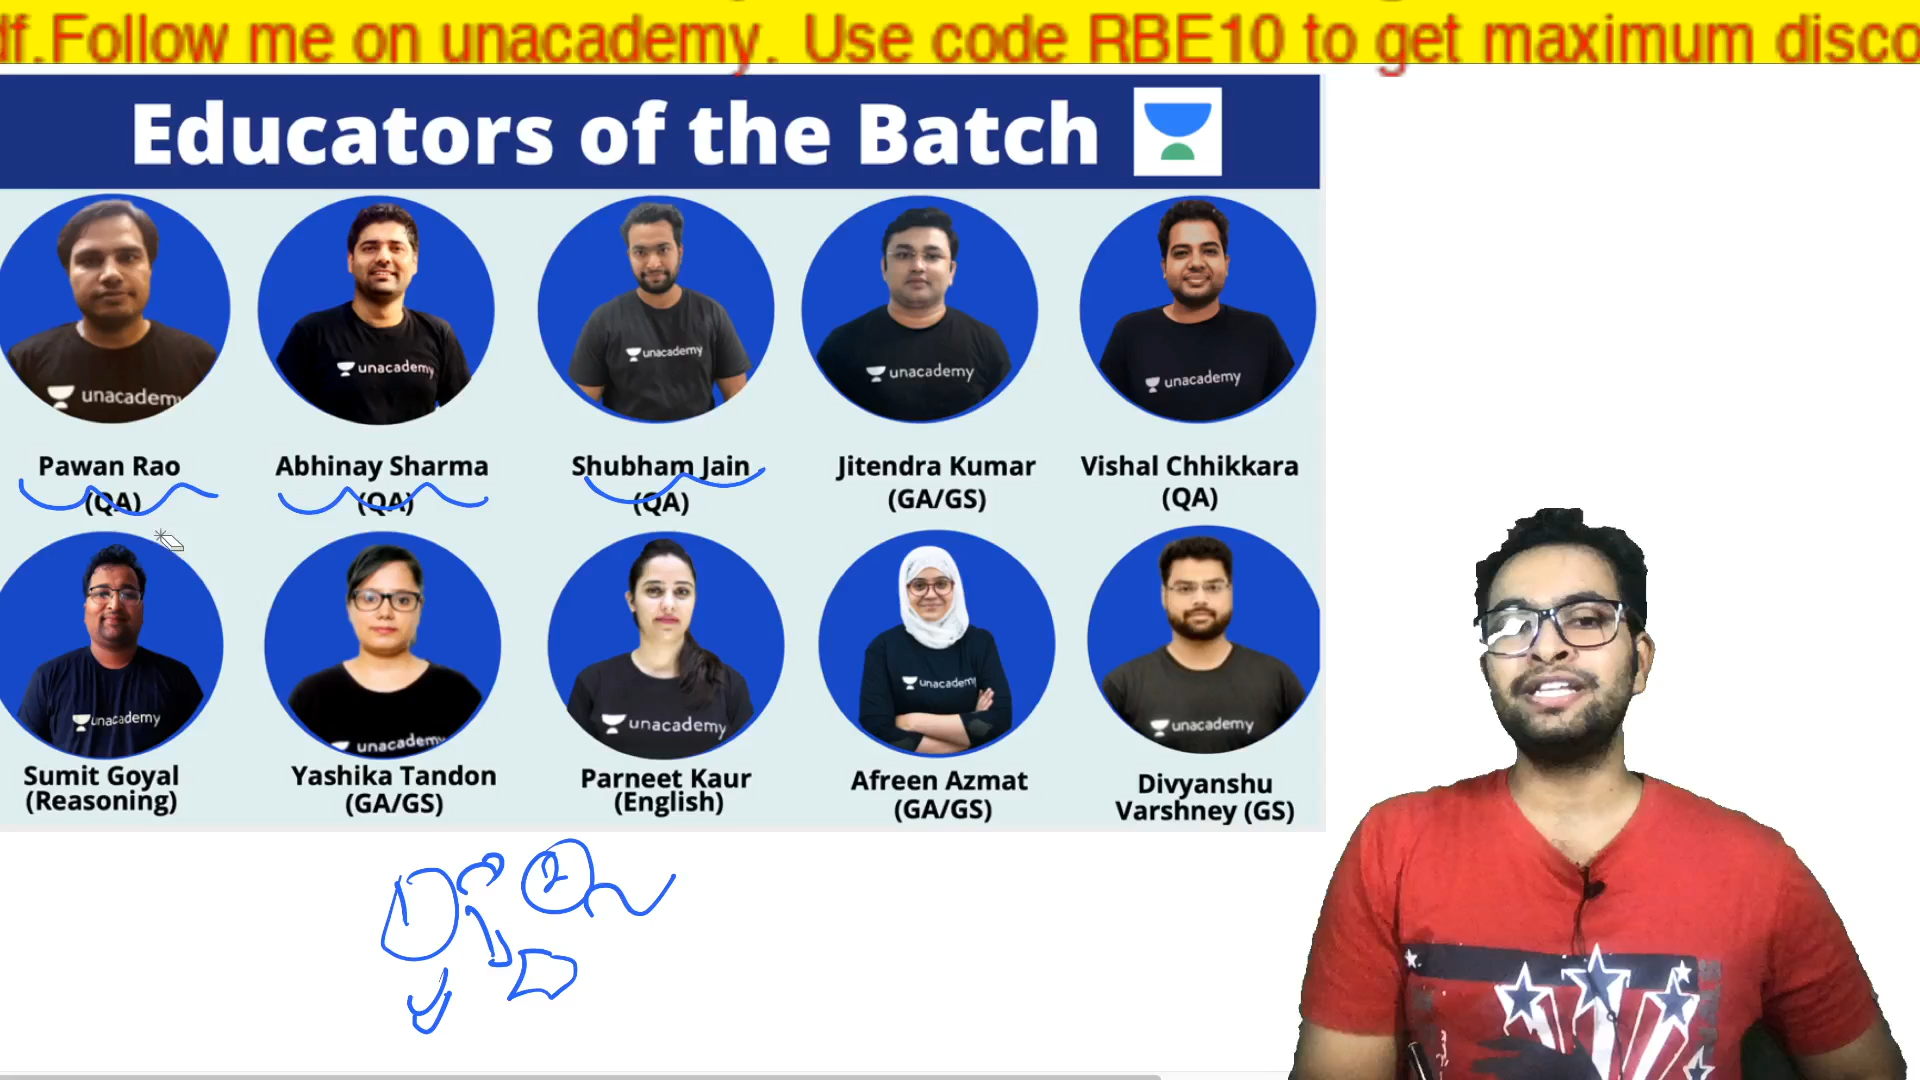 df.Follow me on unacademy. Use code RBE10 to get maximum disco
Educators of the Batch
unacademy
unacademy
unacademy
unacademy
unacademy
Pawan Rao
(QA)
Abhinay Sharma
(QA)
Shubham Jain
(QA)
Jitendra Kumar
(GA/GS)
Vishal Chhikkara
(QA)
unacademy
unacademy
unacademy
unacademy
unacademy
Sumit Goyal
(Reasoning)
Yashika Tandon
(GA/GS)
Parneet Kaur
(English)
Afreen Azmat
(GA/GS)
Divyanshu
Varshney (GS)
1 2